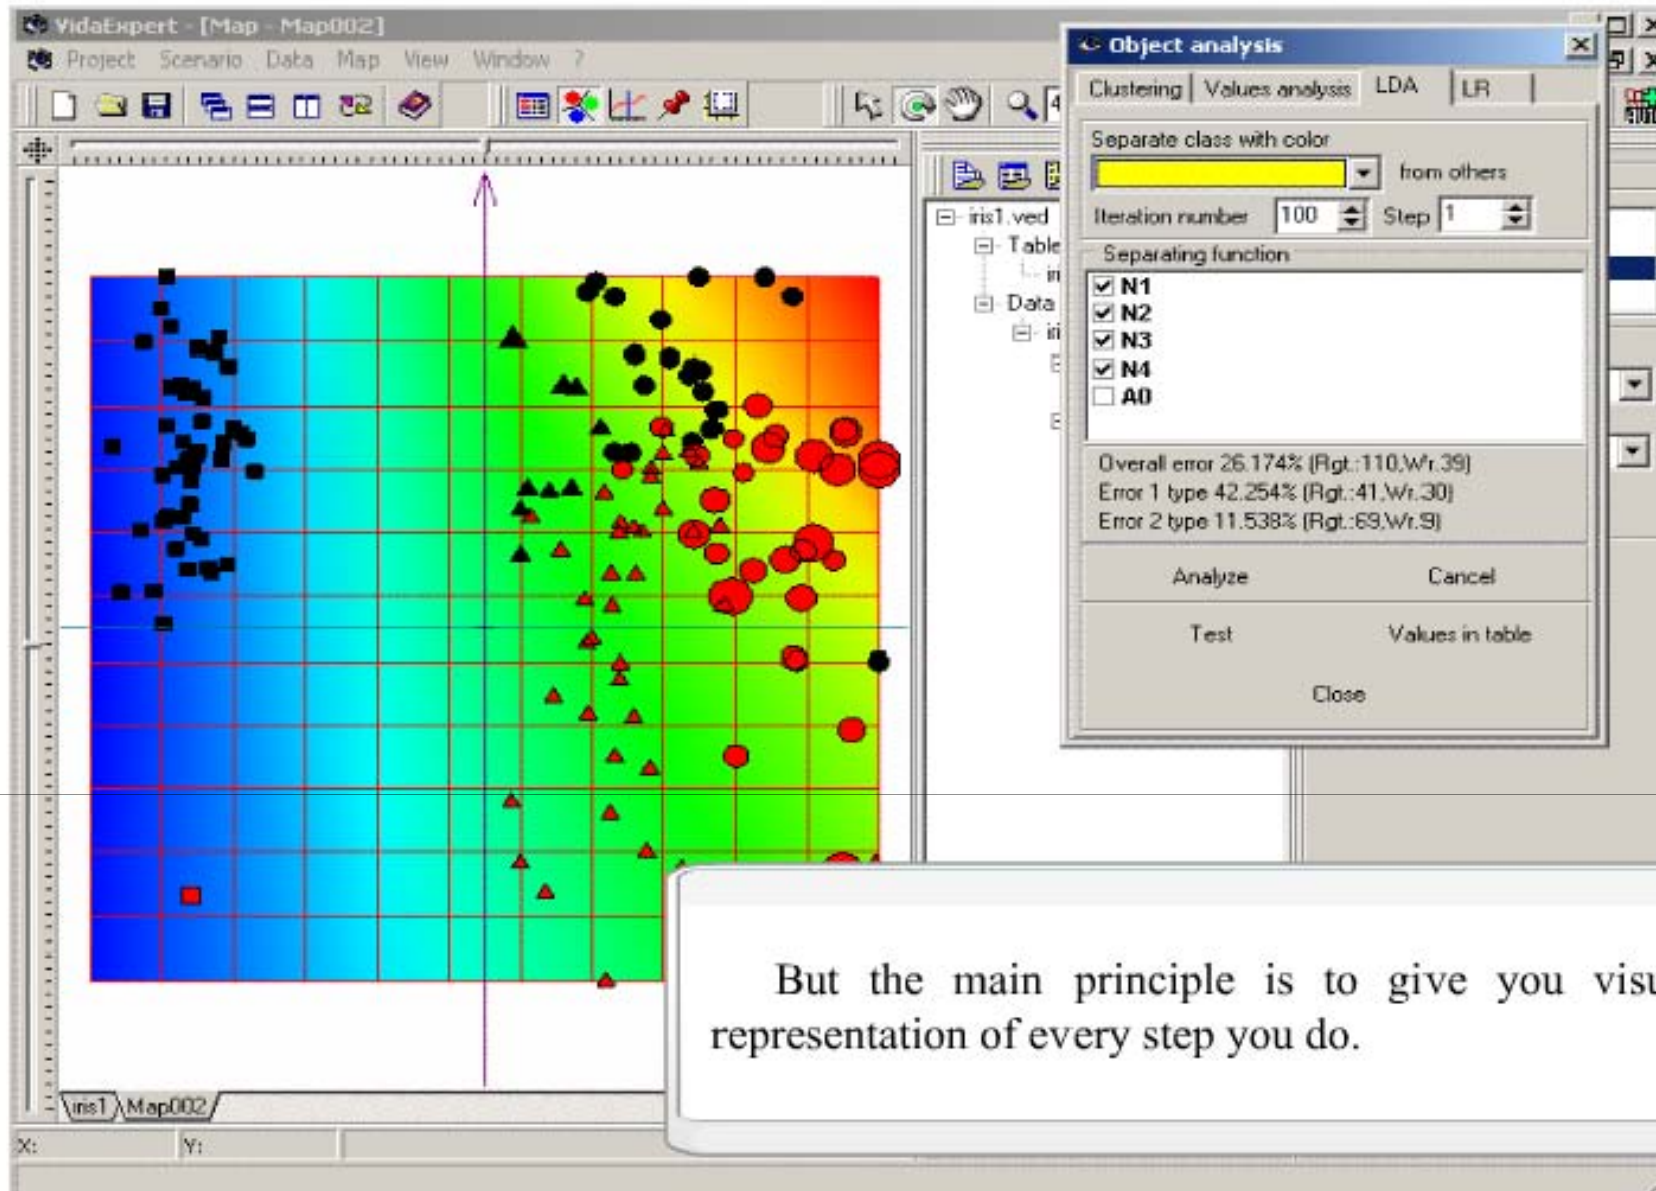 VidaExpert - [Map - Map002]
Project Scenario Data Map View Window ?
4
iris1.ved
Table
Data
Object analysis
Clustering Values analysis LDA LR
Separate class with color
from others
Iteration number 100 Step 1
Separating function
N1
N2
N3
N4
A0
Overall error 26.174% (Rgt.:110,Wr.39)
Error 1 type 42.254% (Rgt.:41,Wr.30)
Error 2 type 11.538% (Rgt.:69,Wr.9)
Analyze Cancel
Test Values in table
Close
But the main principle is to give you visu
representation of every step you do.
iris1 Map002
X: Y: